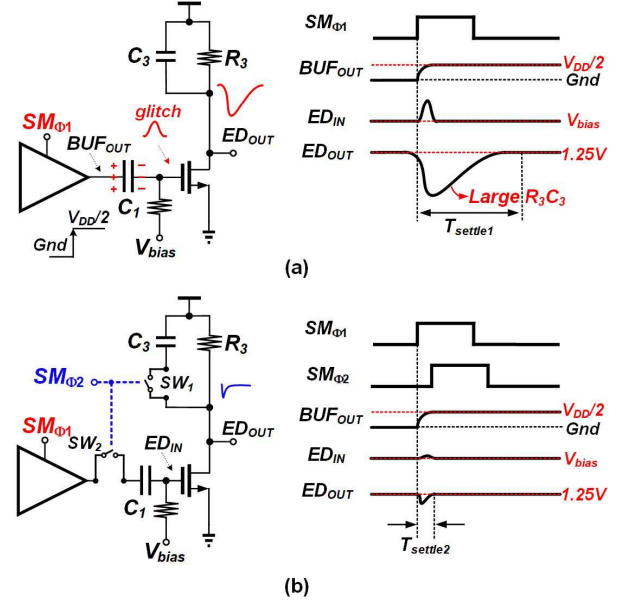 C3
R3
glitch
SMΦ1
BUFOUT
EDOUT
+ −
+ −
+ −
C1
VDD/2
Gnd
Vbias
SMΦ1
BUFOUT
VDD/2
Gnd
EDIN
Vbias
EDOUT
1.25V
Large R3C3
Tsettle1
(a)
C3
R3
SMΦ2
SW1
SMΦ1
SW2
EDIN
EDOUT
C1
Vbias
SMΦ1
SMΦ2
BUFOUT
VDD/2
Gnd
EDIN
Vbias
EDOUT
1.25V
Tsettle2
(b)